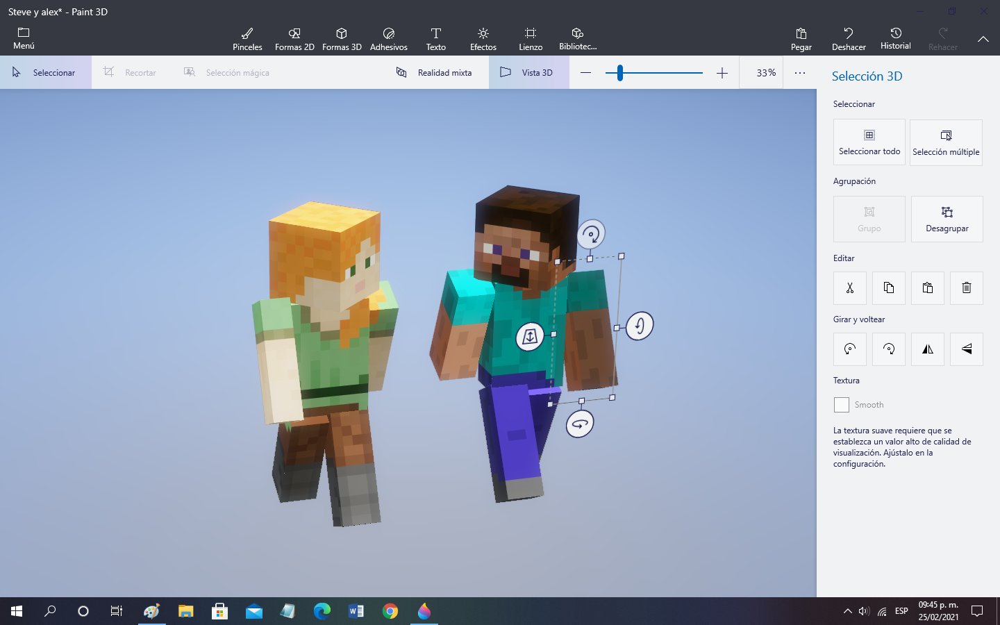 Steve y alex* - Paint 3D
Menú
Pinceles
Formas 2D
Formas 3D
Adhesivos
Texto
Efectos
Lienzo
Bibliotec...
Pegar
Deshacer
Historial
Rehacer
Seleccionar
Recortar
Selección mágica
Realidad mixta
Vista 3D
33%
Selección 3D
Seleccionar
Seleccionar todo
Selección múltiple
Agrupación
Grupo
Desagrupar
Editar
Girar y voltear
Textura
Smooth
La textura suave requiere que se
establezca un valor alto de calidad de
visualización. Ajústalo en la
configuración.
ESP
09:45 p. m.
25/02/2021